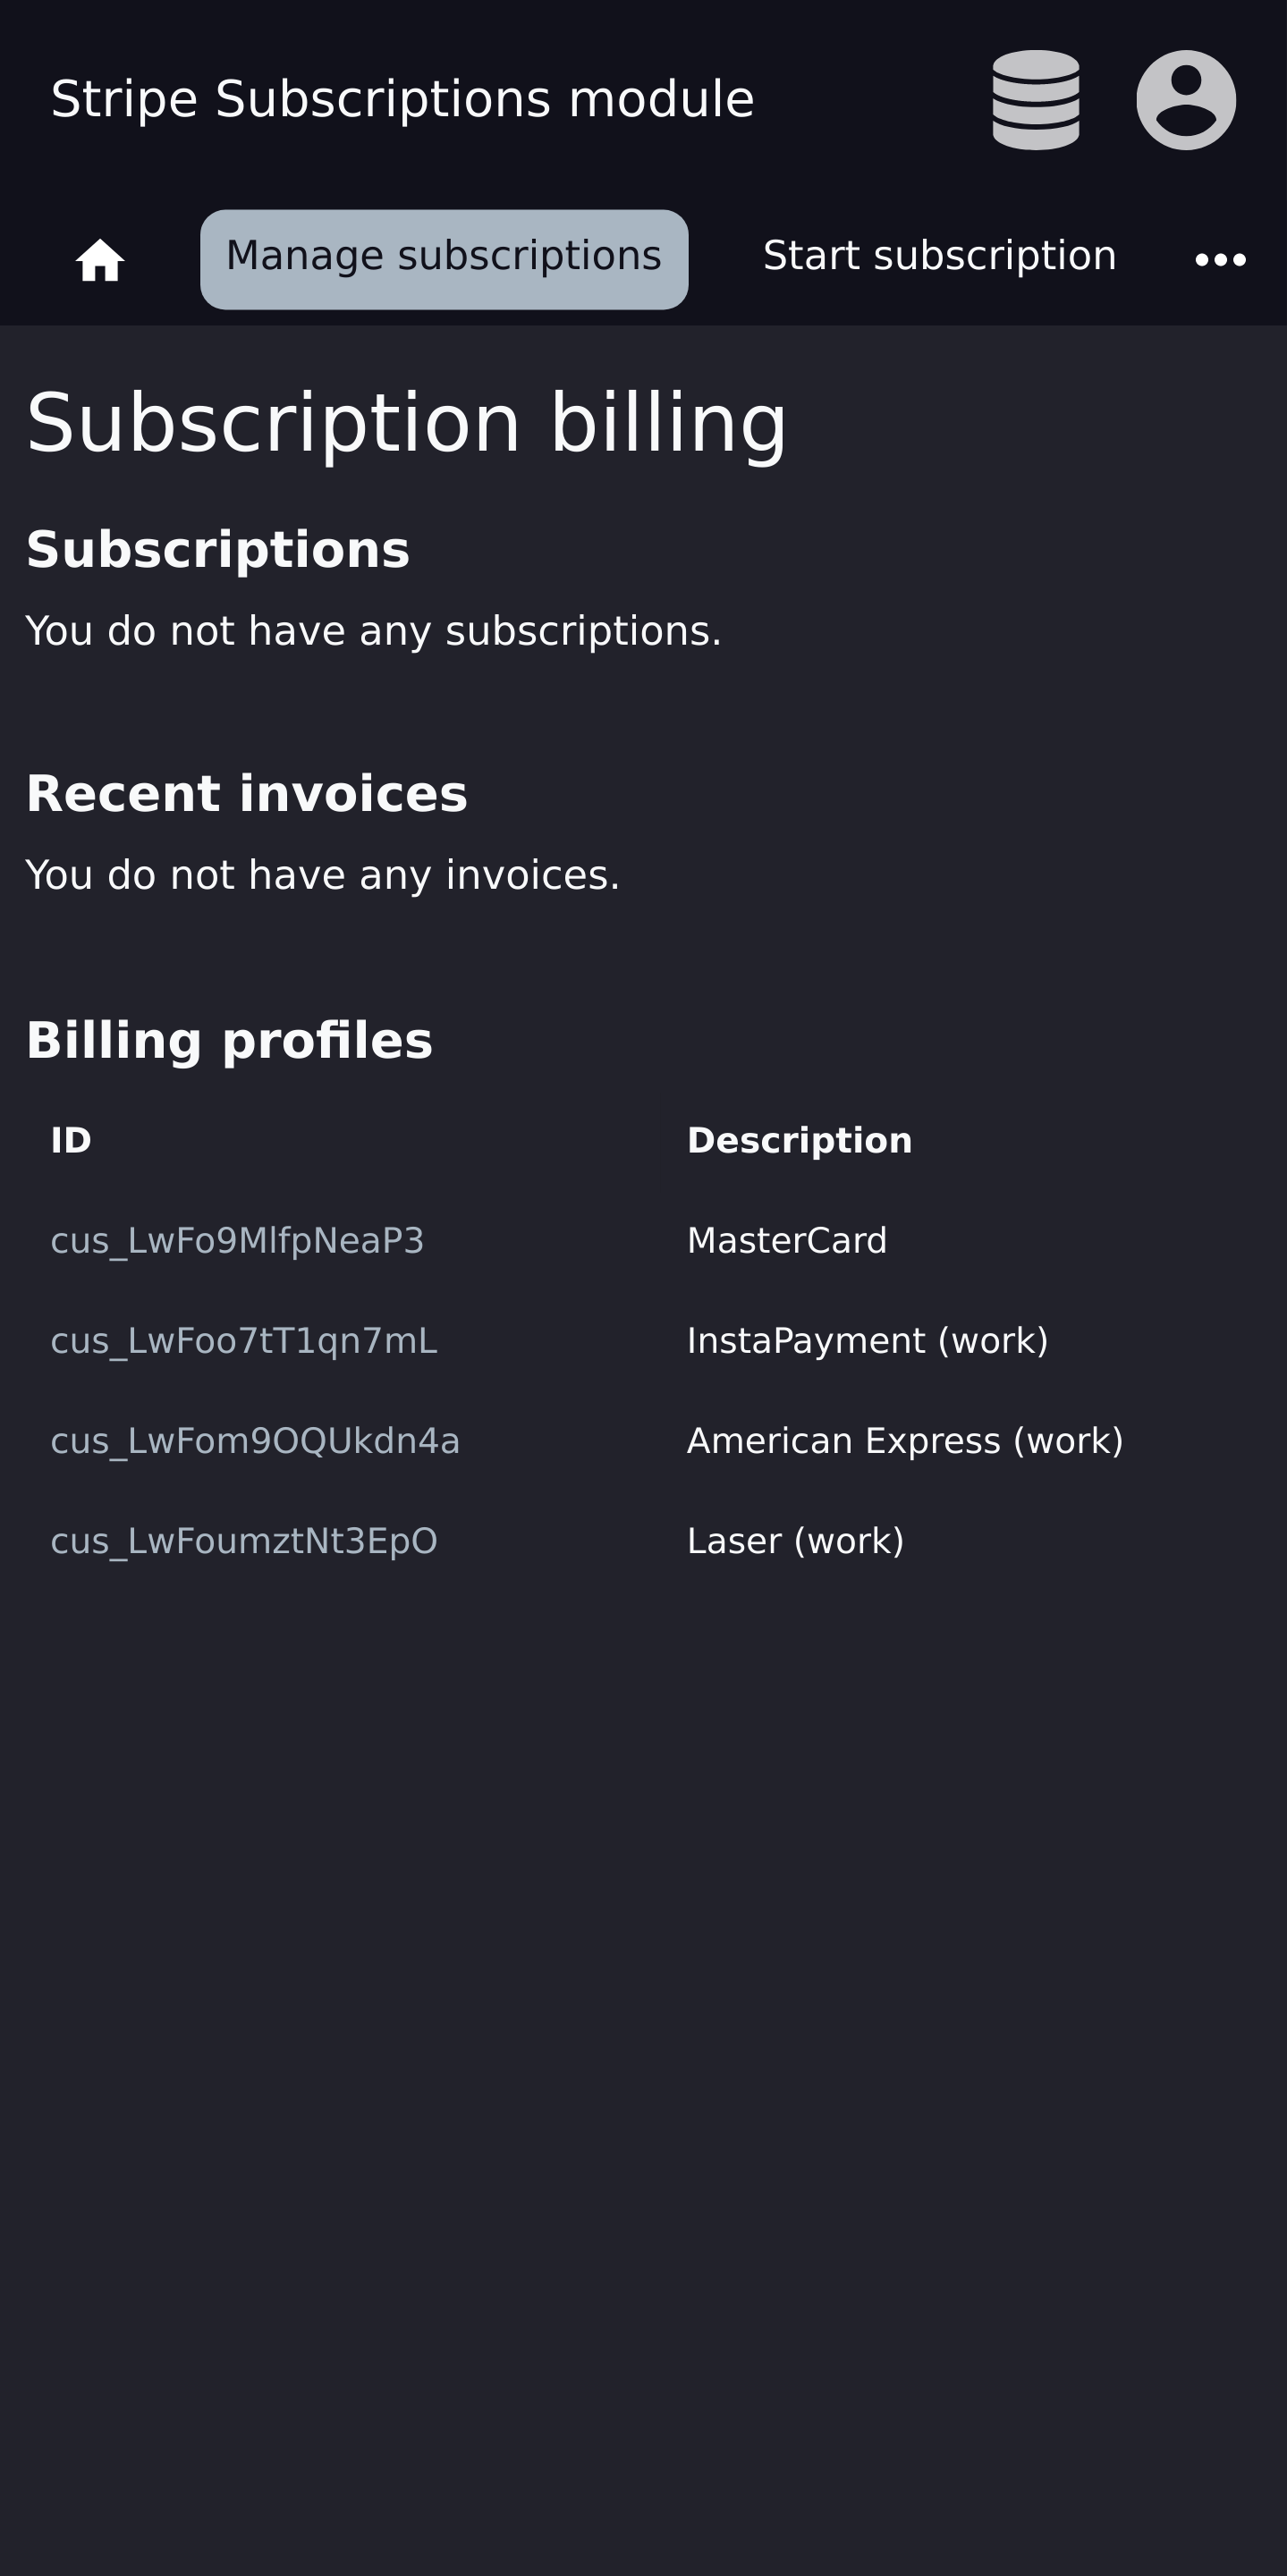 Stripe Subscriptions module
Manage subscriptions Start subscription
Subscription billing
Subscriptions
You do not have any subscriptions.
Recent invoices
You do not have any invoices.
Billing profiles
ID Description
cus_LwFo9MlfpNeaP3 MasterCard
cus_LwFoo7tT1qn7mL InstaPayment (work)
cus_LwFom9OQUkdn4a American Express (work)
cus_LwFoumztNt3EpO Laser (work)